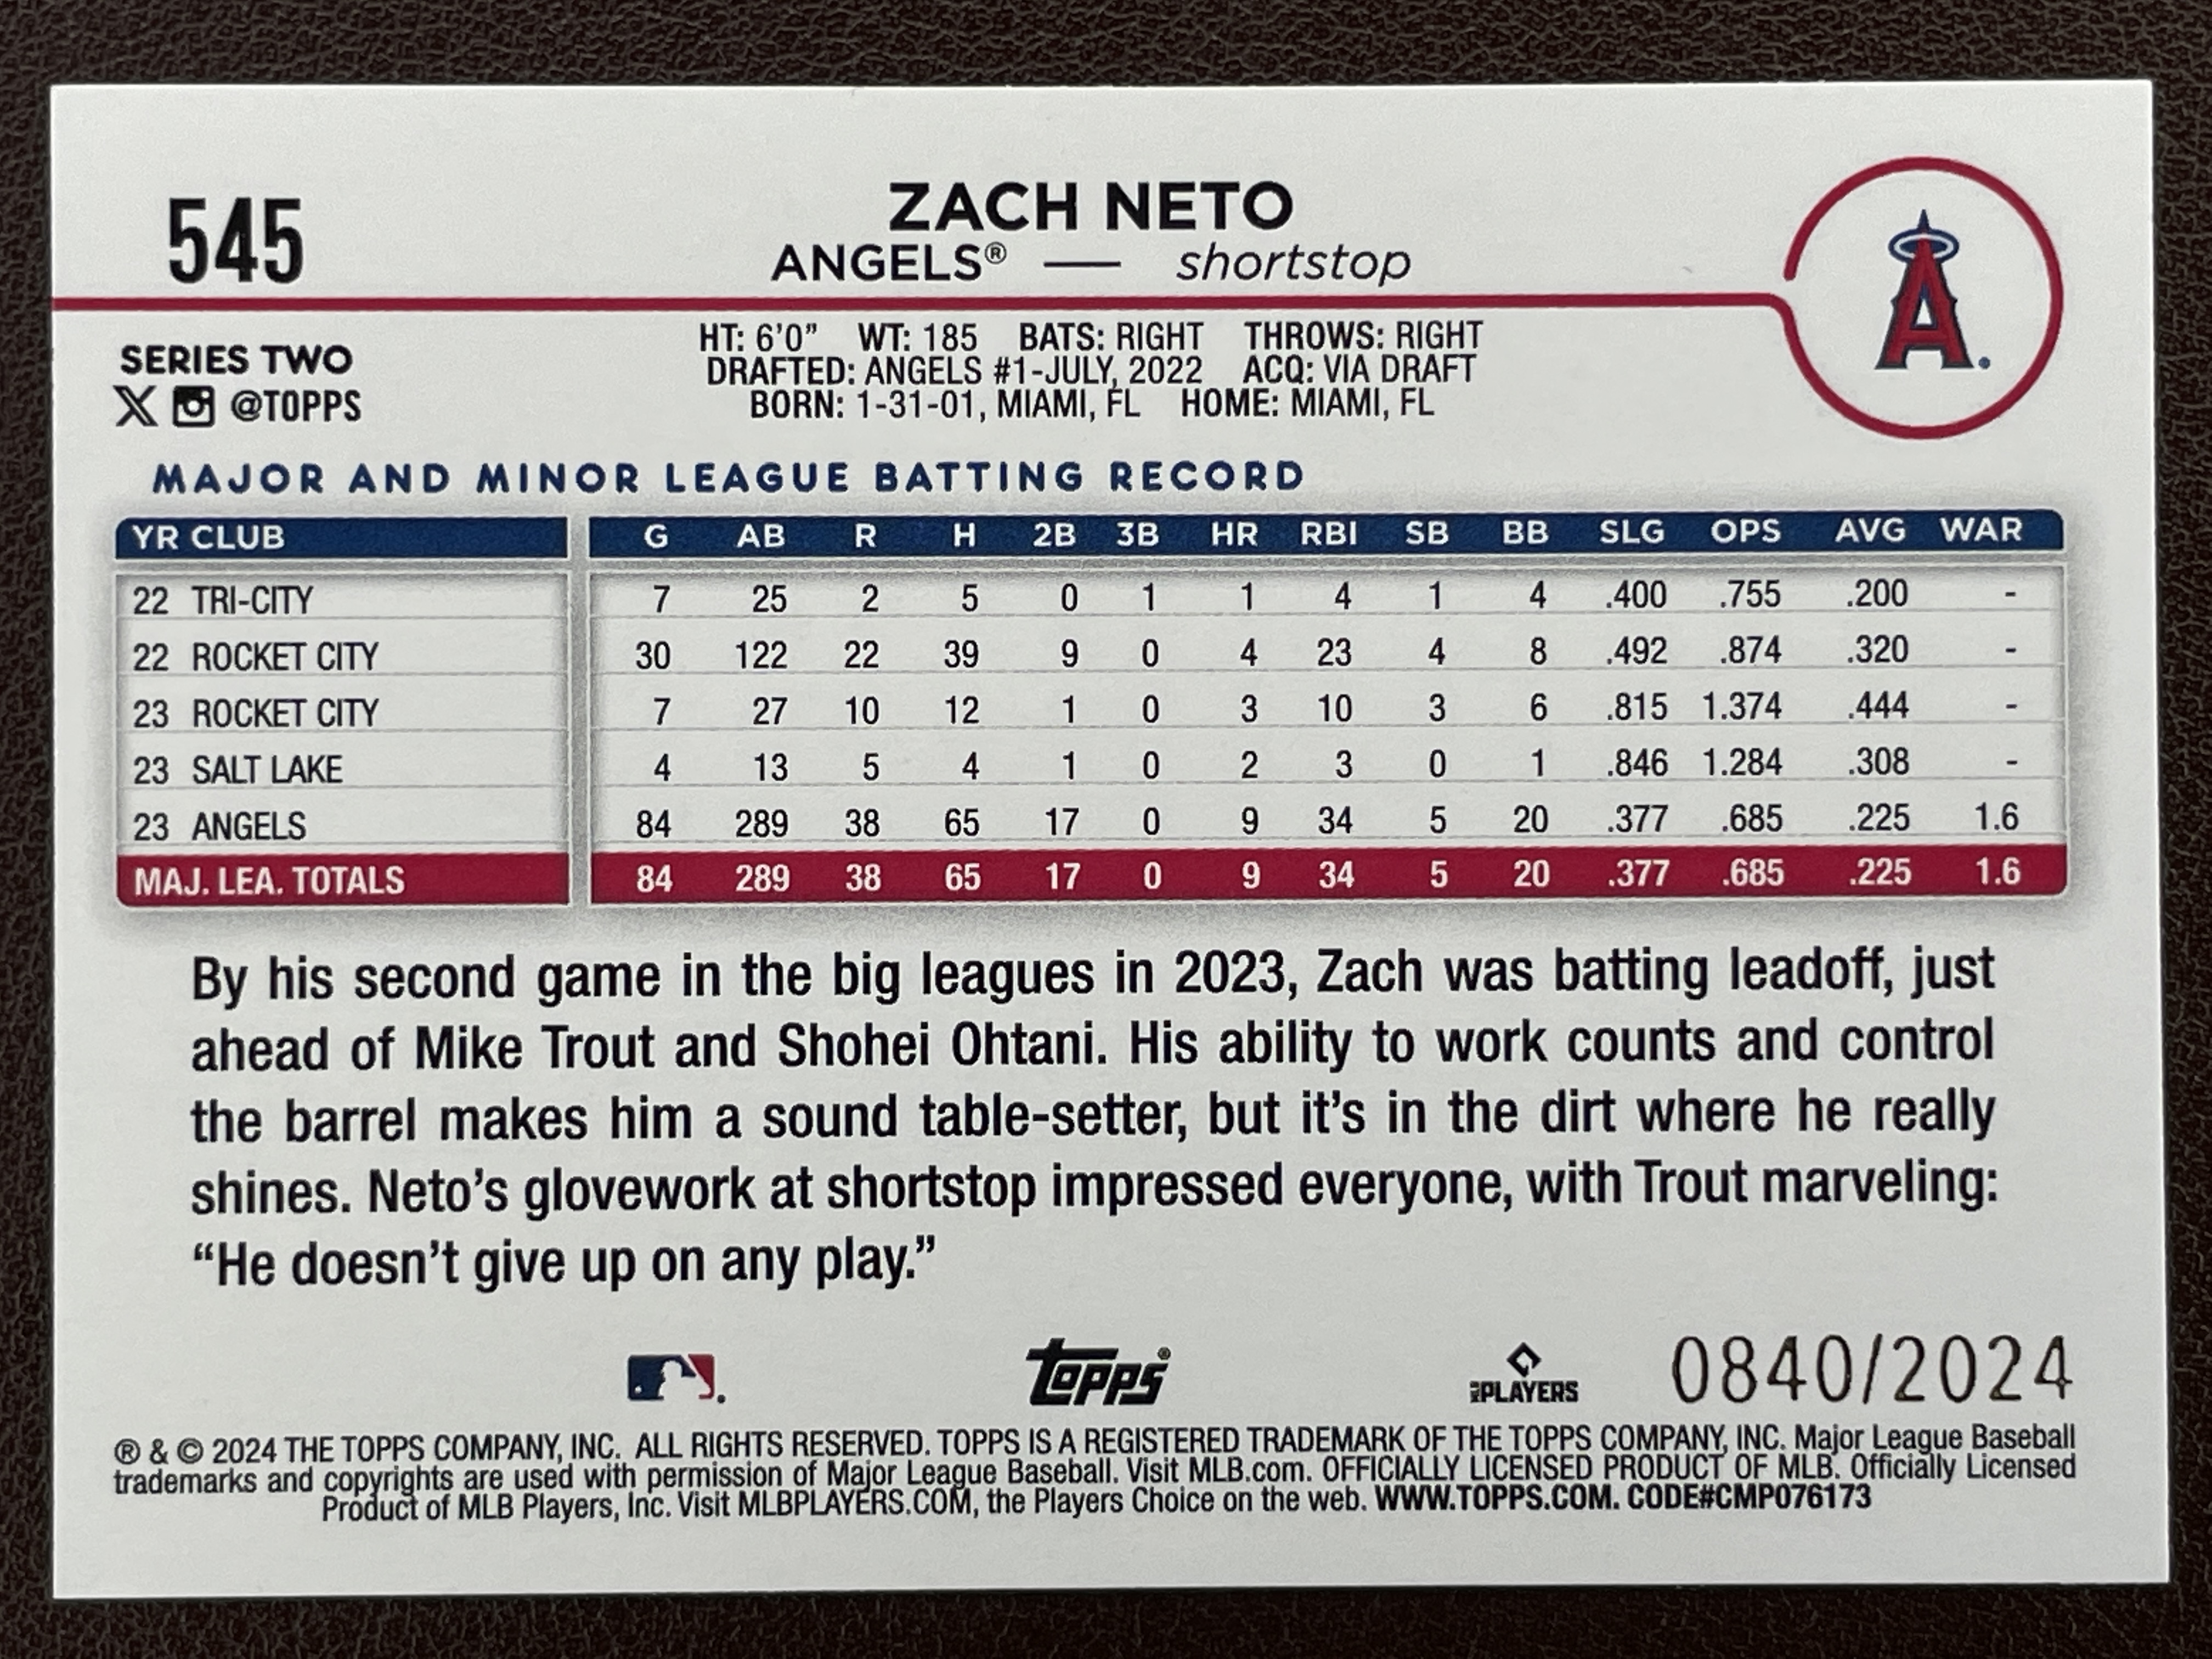 545
ZACH NETO
ANGELS® — shortstop
A
SERIES TWO
X @TOPPS
HT: 6'0" WT: 185 BATS: RIGHT THROWS: RIGHT
DRAFTED: ANGELS #1-JULY, 2022 ACQ: VIA DRAFT
BORN: 1-31-01, MIAMI, FL HOME: MIAMI, FL
MAJOR AND MINOR LEAGUE BATTING RECORD
YR CLUB G AB R H 2B 3B HR RBI SB BB SLG OPS AVG WAR
22 TRI-CITY 7 25 2 5 0 1 1 4 1 4 .400 .755 .200 -
22 ROCKET CITY 30 122 22 39 9 0 4 23 4 8 .492 .874 .320 -
23 ROCKET CITY 7 27 10 12 1 0 3 10 3 6 .815 1.374 .444 -
23 SALT LAKE 4 13 5 4 1 0 2 3 0 1 .846 1.284 .308 -
23 ANGELS 84 289 38 65 17 0 9 34 5 20 .377 .685 .225 1.6
MAJ. LEA. TOTALS 84 289 38 65 17 0 9 34 5 20 .377 .685 .225 1.6
By his second game in the big leagues in 2023, Zach was batting leadoff, just
ahead of Mike Trout and Shohei Ohtani. His ability to work counts and control
the barrel makes him a sound table-setter, but it's in the dirt where he really
shines. Neto's glovework at shortstop impressed everyone, with Trout marveling:
“He doesn't give up on any play.”
topps®
PLAYERS
0840/2024
® & © 2024 THE TOPPS COMPANY, INC. ALL RIGHTS RESERVED. TOPPS IS A REGISTERED TRADEMARK OF THE TOPPS COMPANY, INC. Major League Baseball
trademarks and copyrights are used with permission of Major League Baseball. Visit MLB.com. OFFICIALLY LICENSED PRODUCT OF MLB. Officially Licensed
Product of MLB Players, Inc. Visit MLBPLAYERS.COM, the Players Choice on the web. WWW.TOPPS.COM. CODE#CMP076173